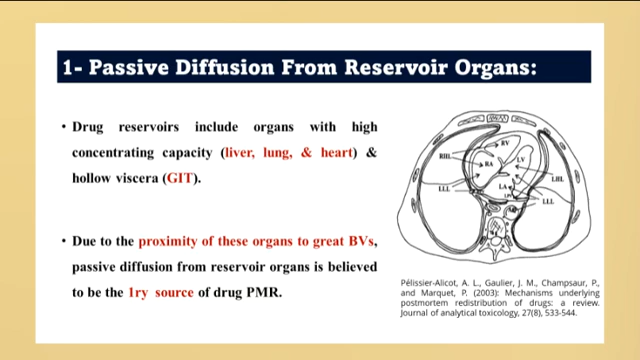 1- Passive Diffusion From Reservoir Organs:
• Drug reservoirs include organs with high
concentrating capacity (liver, lung, & heart) &
hollow viscera (GIT).
• Due to the proximity of these organs to great BVs,
passive diffusion from reservoir organs is believed
to be the 1ry source of drug PMR.
RV
RHL
LV
RA
LHL
LLL
LA
LLL
Pélissier-Alicot, A. L., Gaulier, J. M., Champsaur, P.,
and Marquet, P. (2003): Mechanisms underlying
postmortem redistribution of drugs: a review.
Journal of analytical toxicology, 27(8), 533-544.